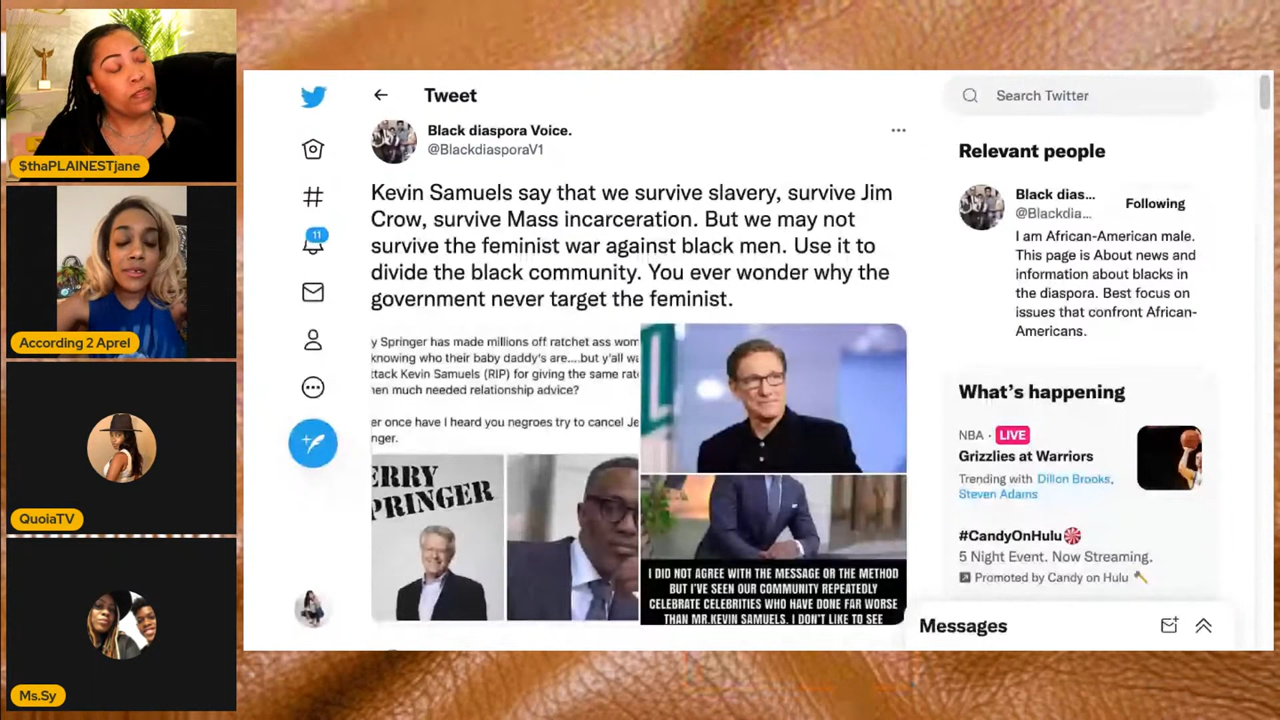 $thaPLAINESTjane
According 2 Aprel
QuoiaTV
Ms.Sy
11
Tweet
Black diaspora Voice.
@BlackdiasporaV1
Kevin Samuels say that we survive slavery, survive Jim
Crow, survive Mass incarceration. But we may not
survive the feminist war against black men. Use it to
divide the black community. You ever wonder why the
government never target the feminist.
y Springer has made millions off ratchet ass wom
knowing who their baby daddy's are....but y'all wa
ttack Kevin Samuels (RIP) for giving the same rat
en much needed relationship advice?
er once have I heard you negroes try to cancel Je
nger.
ERRY
PRINGER
I DID NOT AGREE WITH THE MESSAGE OR THE METHOD
BUT I'VE SEEN OUR COMMUNITY REPEATEDLY
CELEBRATE CELEBRITIES WHO HAVE DONE FAR WORSE
THAN MR.KEVIN SAMUELS. I DON'T LIKE TO SEE
Search Twitter
Relevant people
Black dias...
Following
@Blackdia...
I am African-American male.
This page is About news and
information about blacks in
the diaspora. Best focus on
issues that confront African-
Americans.
What's happening
NBA · LIVE
Grizzlies at Warriors
Trending with Dillon Brooks,
Steven Adams
#CandyOnHulu
5 Night Event. Now Streaming.
Promoted by Candy on Hulu
Messages